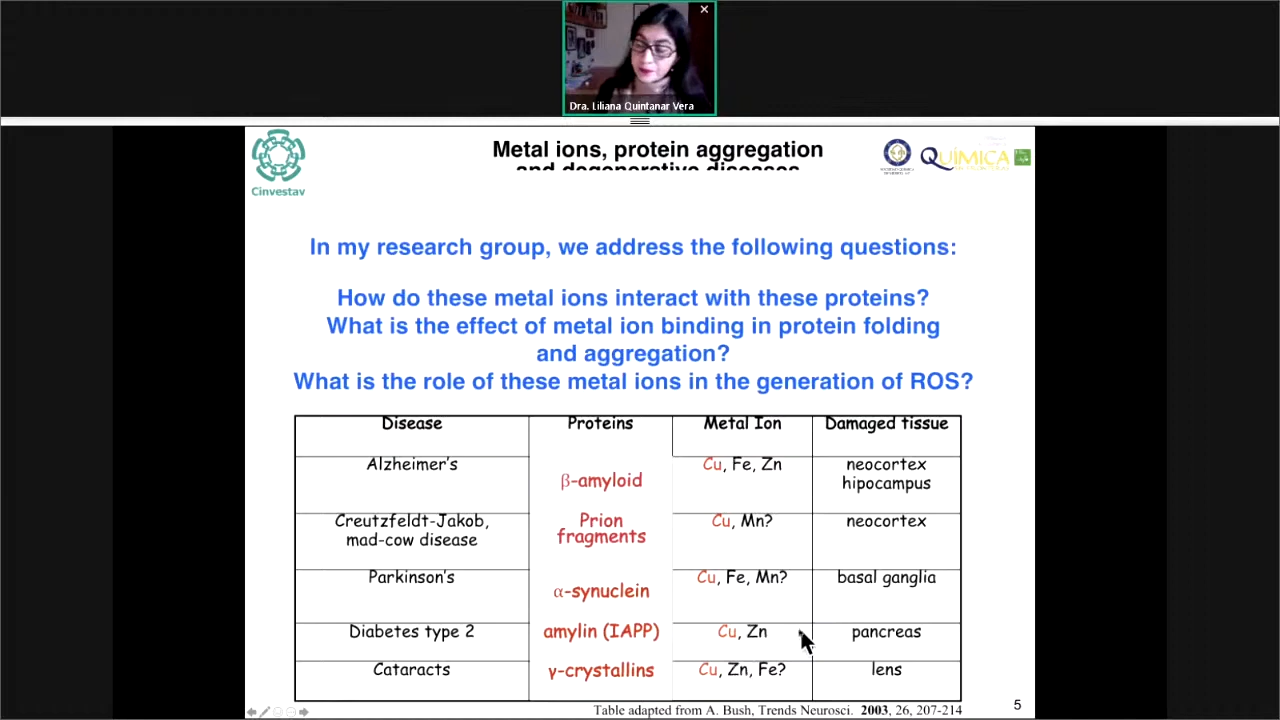 Dra. Liliana Quintanar Vera
Cinvestav
Metal ions, protein aggregation
and degenerative diseases
QUÍMICA
In my research group, we address the following questions:
How do these metal ions interact with these proteins?
What is the effect of metal ion binding in protein folding
and aggregation?
What is the role of these metal ions in the generation of ROS?
Disease Proteins Metal Ion Damaged tissue
Alzheimer's β-amyloid Cu, Fe, Zn neocortex
hipocampus
Creutzfeldt-Jakob, Prion Cu, Mn? neocortex
mad-cow disease fragments
Parkinson's α-synuclein Cu, Fe, Mn? basal ganglia
Diabetes type 2 amylin (IAPP) Cu, Zn pancreas
Cataracts γ-crystallins Cu, Zn, Fe? lens
Table adapted from A. Bush, Trends Neurosci. 2003, 26, 207-214
5